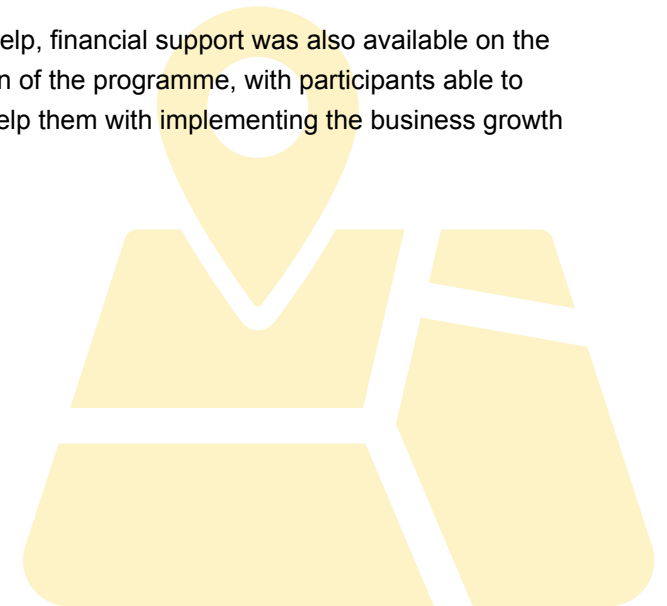 elp, financial support was also available on the
n of the programme, with participants able to
elp them with implementing the business growth